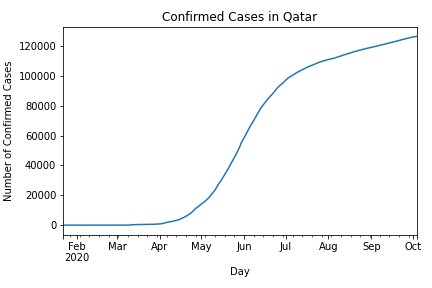 Confirmed Cases in Qatar
Number of Confirmed Cases
120000
100000
80000
60000
40000
20000
0
Feb Mar Apr May Jun Jul Aug Sep Oct
2020
Day